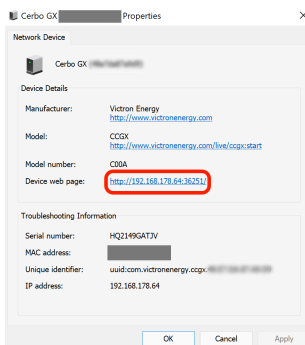 Cerbo GX Properties
Network Device
Cerbo GX
Device Details
Manufacturer: Victron Energy
http://www.victronenergy.com
Model: CCGX
http://www.victronenergy.com/live/ccgx:start
Model number: C00A
Device web page: http://192.168.178.64:36251/
Troubleshooting Information
Serial number: HQ2149GATJV
MAC address:
Unique identifier: uuid:com.victronenergy.ccgx.
IP address: 192.168.178.64
OK Cancel Apply